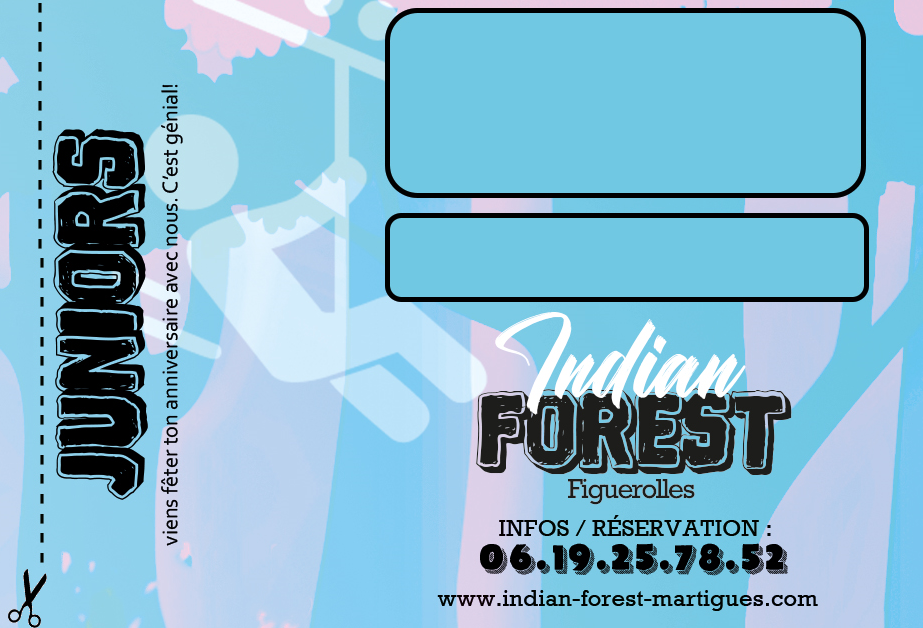 JUNIORS
viens fêter ton anniversaire avec nous. C'est génial!
Indian
FOREST
Figuerolles
INFOS / RÉSERVATION :
06.19.25.78.52
www.indian-forest-martigues.com